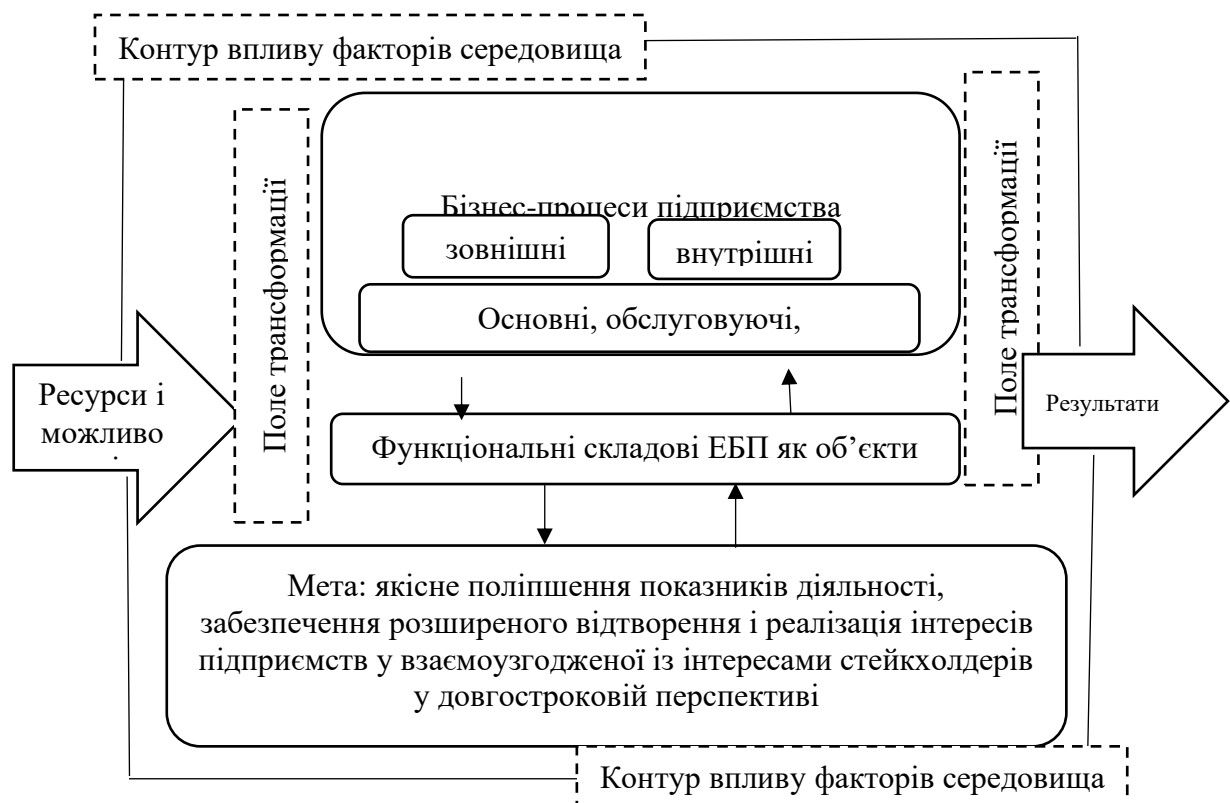 Контур впливу факторів середовища
Поле трансформації
Бізнес-процеси підприємства
зовнішні
внутрішні
Основні, обслуговуючі,
Поле трансформації
Ресурси і
можливо
Результати
Функціональні складові ЕБП як об’єкти
Мета: якісне поліпшення показників діяльності,
забезпечення розширеного відтворення і реалізація інтересів
підприємств у взаємоузгодженої із інтересами стейкхолдерів
у довгостроковій перспективі
Контур впливу факторів середовища